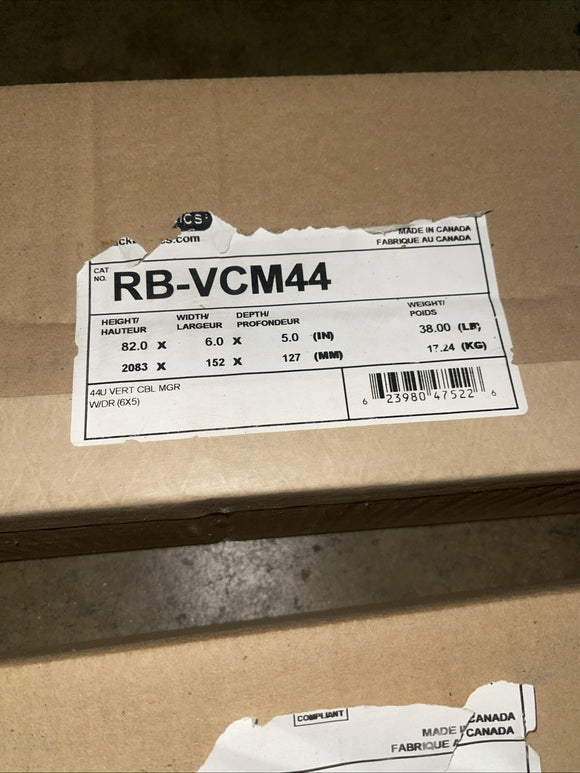 ICS
.com
MADE IN CANADA
FABRIQUE AU CANADA
CAT
NO.
RB-VCM44
HEIGHT/
HAUTEUR
WIDTH/
LARGEUR
DEPTH/
PROFONDEUR
WEIGHT/
POIDS
82.0 X 6.0 X 5.0 (IN) 38.00 (LB)
2083 X 152 X 127 (MM) 17.24 (KG)
44U VERT CBL MGR
W/DR (6X5)
6 23980 47522 6
COMPLIANT
MADE CANADA
FABRIQUE CANADA